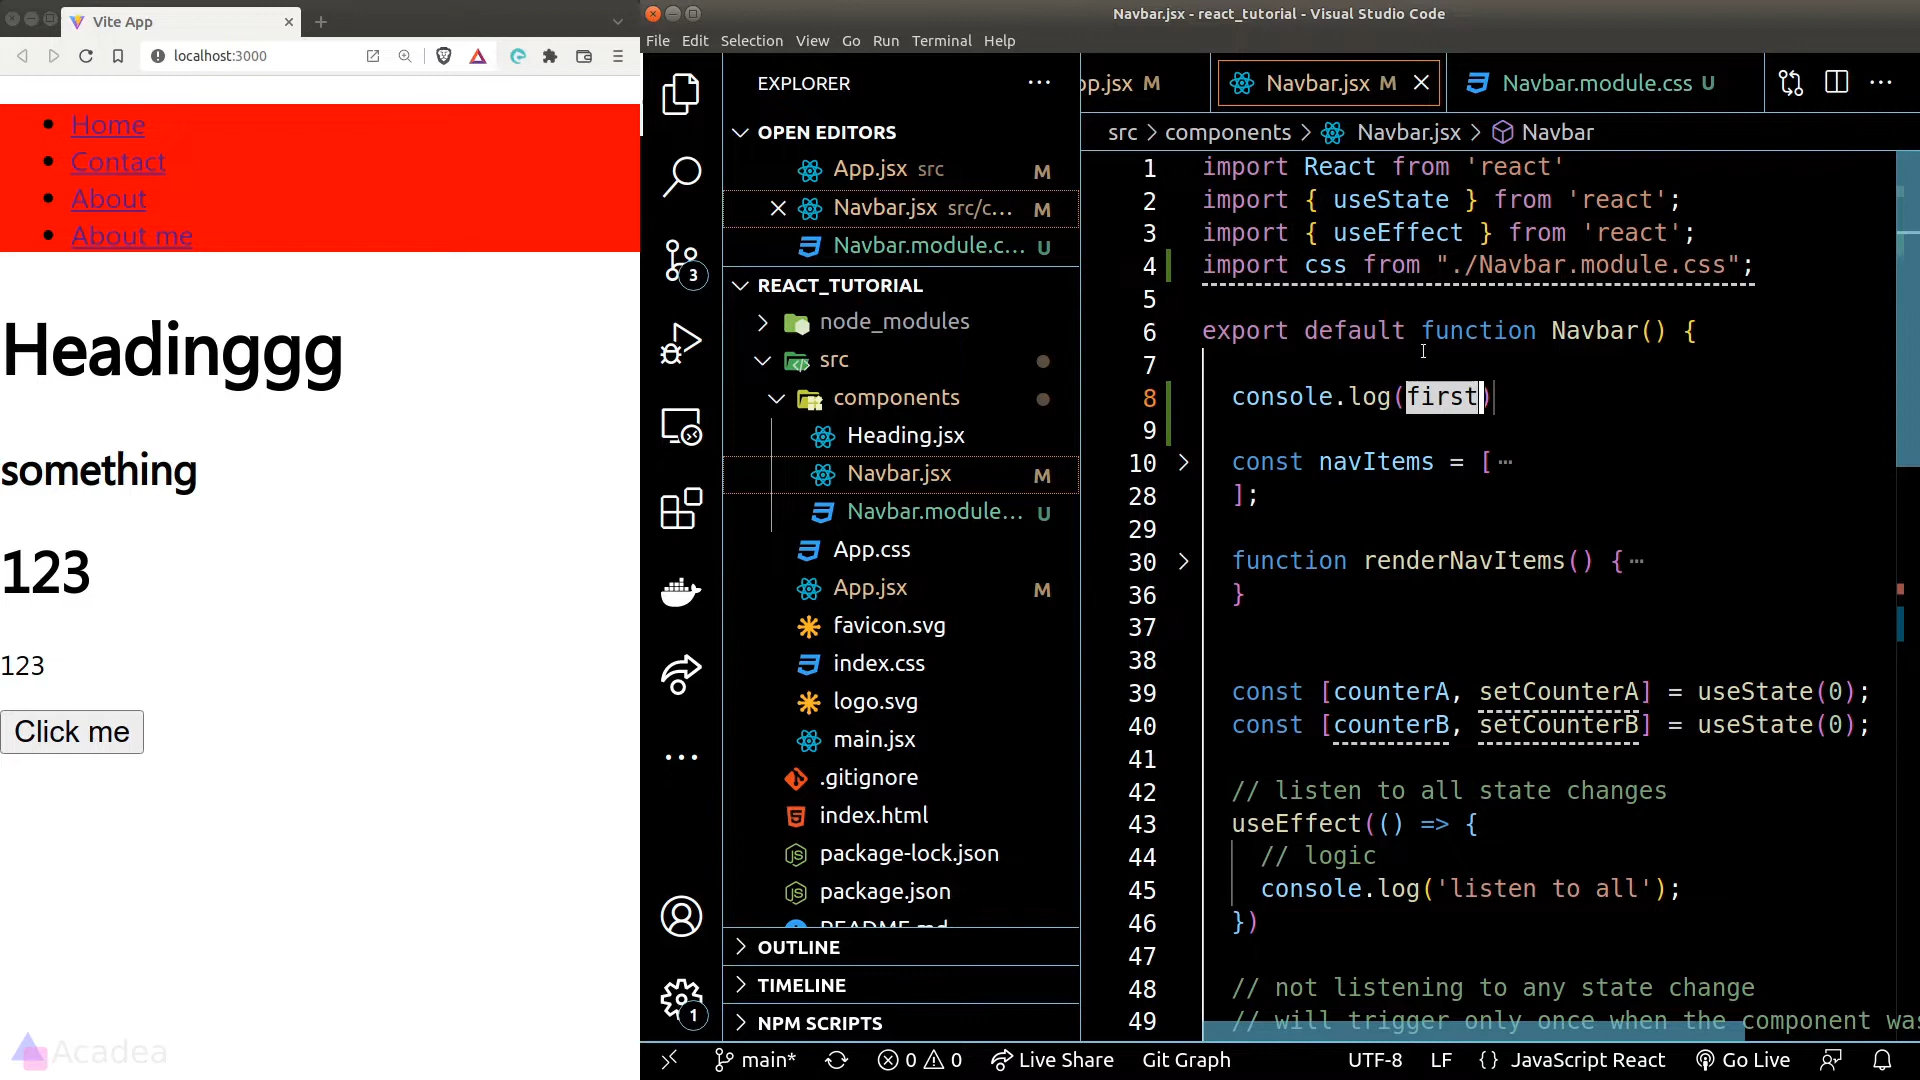 Vite App
localhost:3000
Home
Contact
About
About me
Headinggg
something
123
123
Click me
Acadea
Navbar.jsx - react_tutorial - Visual Studio Code
File Edit Selection View Go Run Terminal Help
EXPLORER
OPEN EDITORS
App.jsx src M
Navbar.jsx src/c... M
Navbar.module.c... U
REACT_TUTORIAL
node_modules
src
components
Heading.jsx
Navbar.jsx M
Navbar.module... U
App.css
App.jsx M
favicon.svg
index.css
logo.svg
main.jsx
.gitignore
index.html
package-lock.json
package.json
README.md
OUTLINE
TIMELINE
NPM SCRIPTS
3
1
pp.jsx M Navbar.jsx M Navbar.module.css U
src > components > Navbar.jsx > Navbar
1 import React from 'react'
2 import { useState } from 'react';
3 import { useEffect } from 'react';
4 import css from "./Navbar.module.css";
5
6 export default function Navbar() {
7
8 console.log(first)
9
10 const navItems = [⋯
28 ];
29
30 function renderNavItems() {⋯
36 }
37
38
39 const [counterA, setCounterA] = useState(0);
40 const [counterB, setCounterB] = useState(0);
41
42 // listen to all state changes
43 useEffect(() => {
44 // logic
45 console.log('listen to all');
46 })
47
48 // not listening to any state change
49 // will trigger only once when the component was
main* 0 0 Live Share Git Graph UTF-8 LF {} JavaScript React Go Live